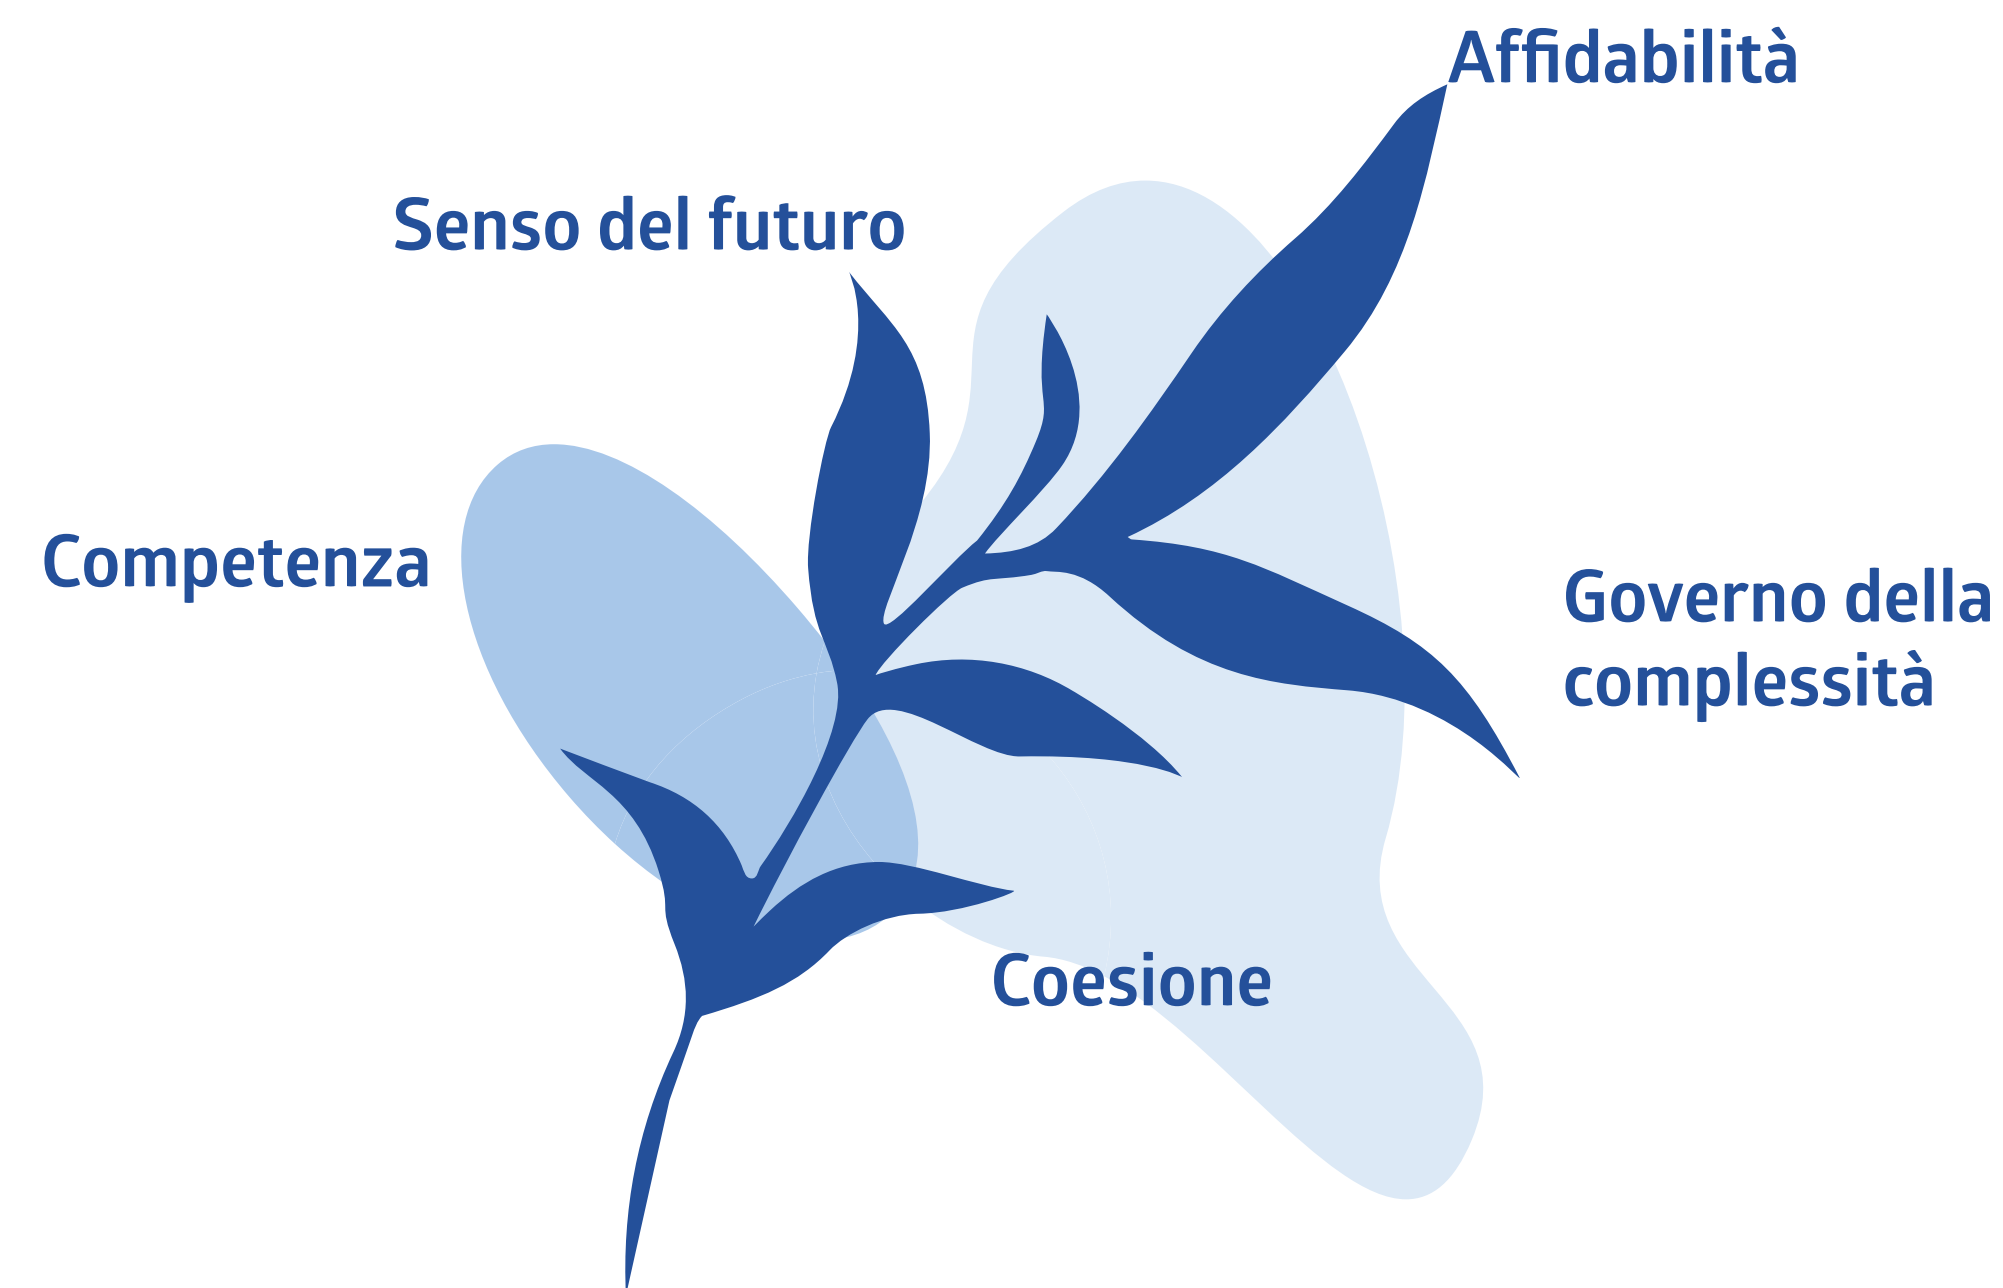 Affidabilità
Senso del futuro
Competenza
Governo della
complessità
Coesione